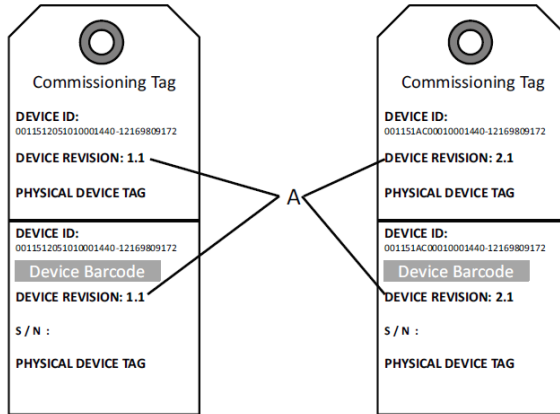 Commissioning Tag
DEVICE ID:
0011512051010001440-12169809172
DEVICE REVISION: 1.1
PHYSICAL DEVICE TAG
DEVICE ID:
0011512051010001440-12169809172
Device Barcode
DEVICE REVISION: 1.1
S / N :
PHYSICAL DEVICE TAG
A
Commissioning Tag
DEVICE ID:
001151AC00010001440-12169809172
DEVICE REVISION: 2.1
PHYSICAL DEVICE TAG
DEVICE ID:
001151AC00010001440-12169809172
Device Barcode
DEVICE REVISION: 2.1
S / N :
PHYSICAL DEVICE TAG